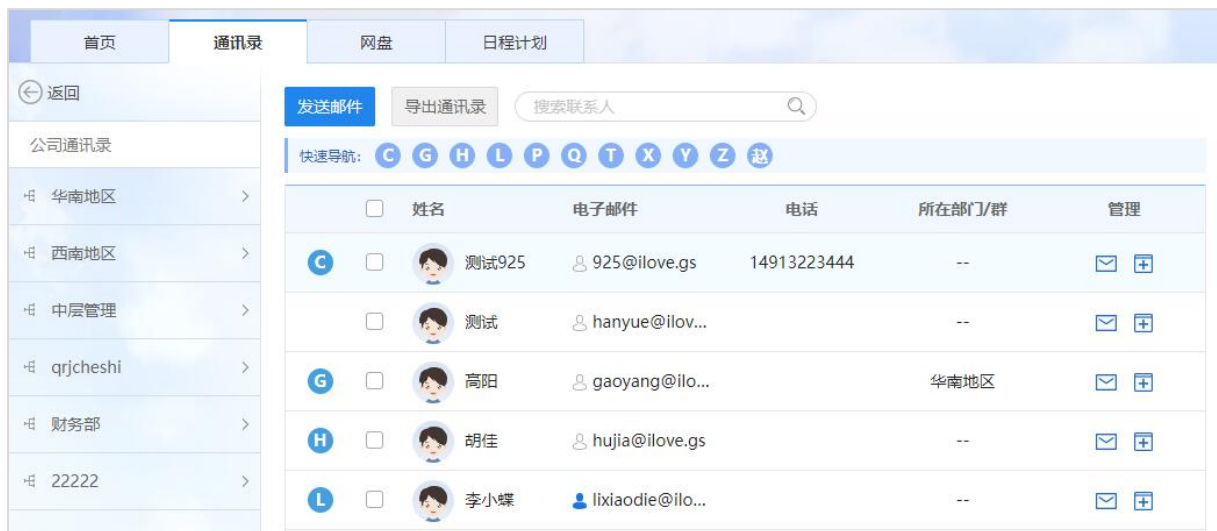 首页 通讯录 网盘 日程计划
返回
公司通讯录
华南地区
西南地区
中层管理
qrjcheshi
财务部
22222
发送邮件 导出通讯录 搜索联系人
快速导航: C G H L P Q T X Y Z 赵
姓名 电子邮件 电话 所在部门/群 管理
C 测试925 925@ilove.gs 14913223444 --
测试 hanyue@ilov... --
G 高阳 gaoyang@ilo... 华南地区
H 胡佳 hujia@ilove.gs --
L 李小蝶 lixiaodie@ilo... --